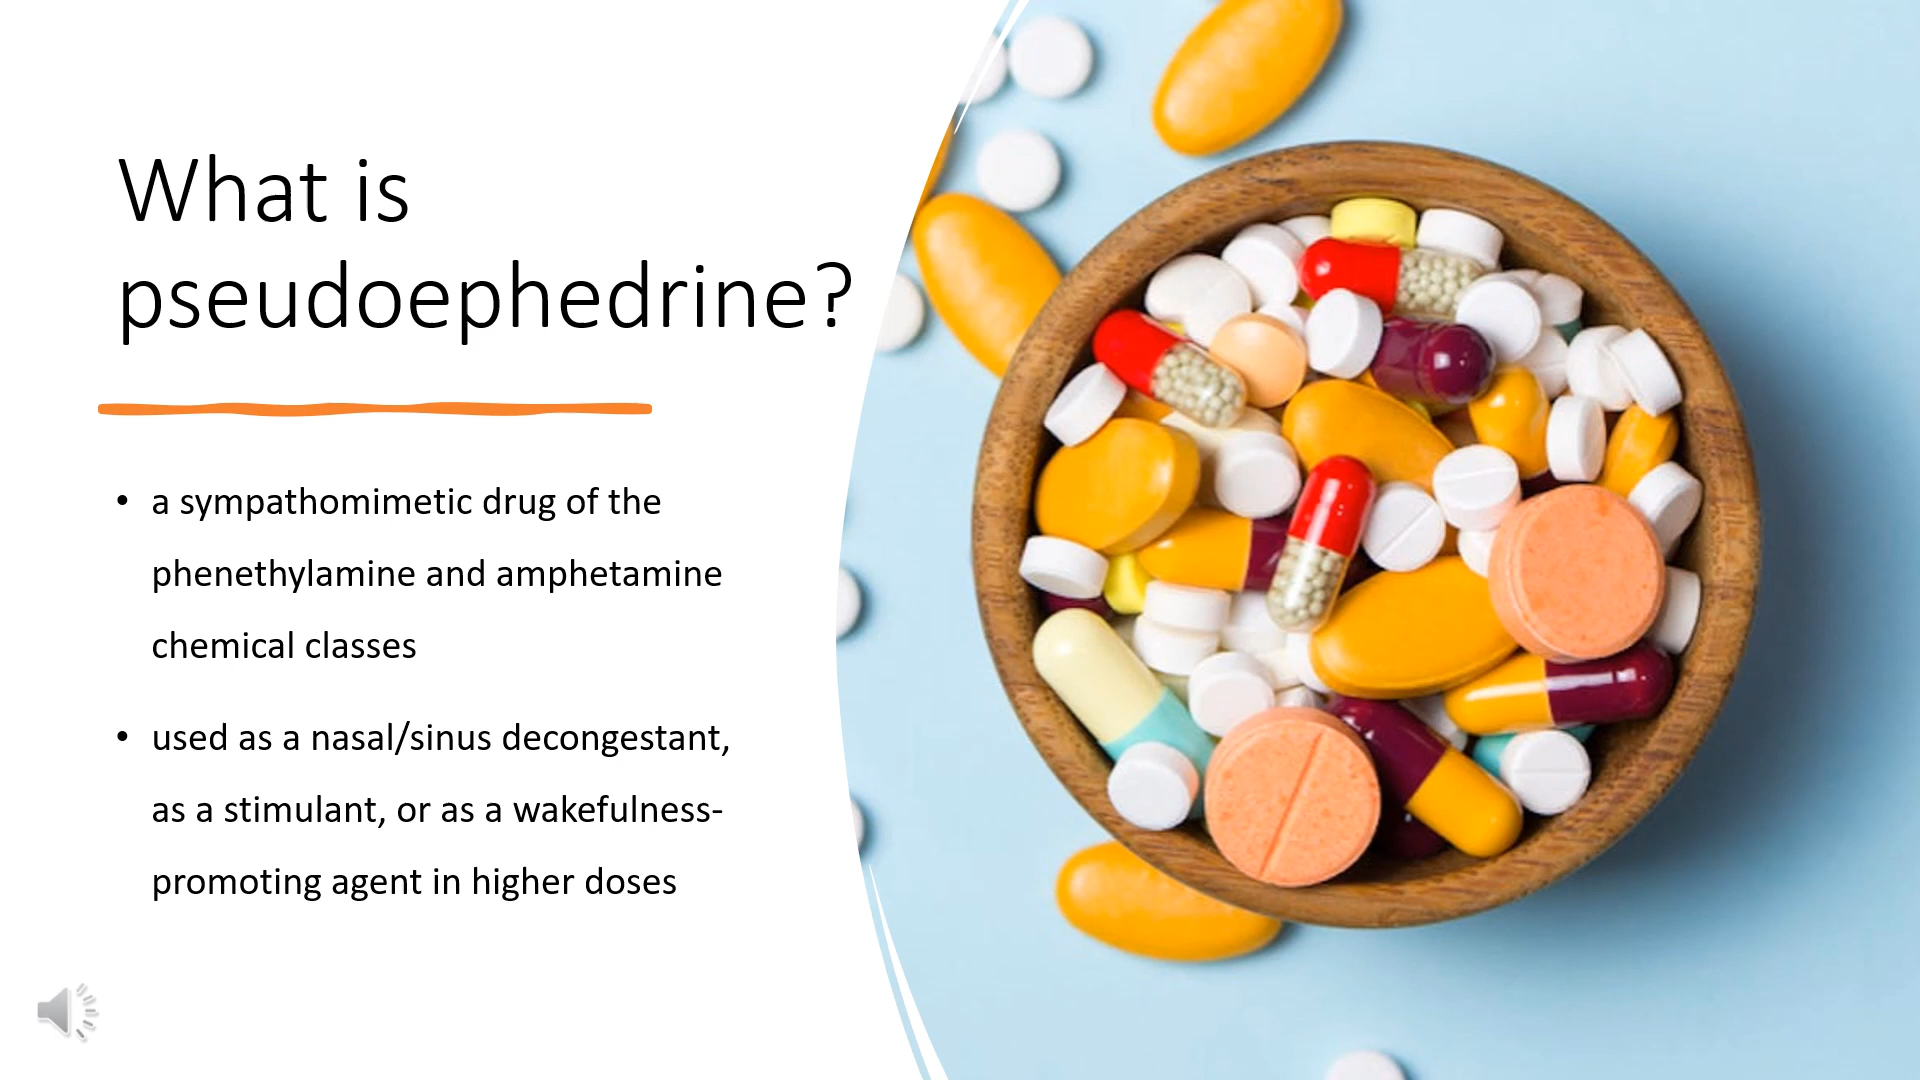 What is
pseudoephedrine?
• a sympathomimetic drug of the
phenethylamine and amphetamine
chemical classes
• used as a nasal/sinus decongestant,
as a stimulant, or as a wakefulness-
promoting agent in higher doses